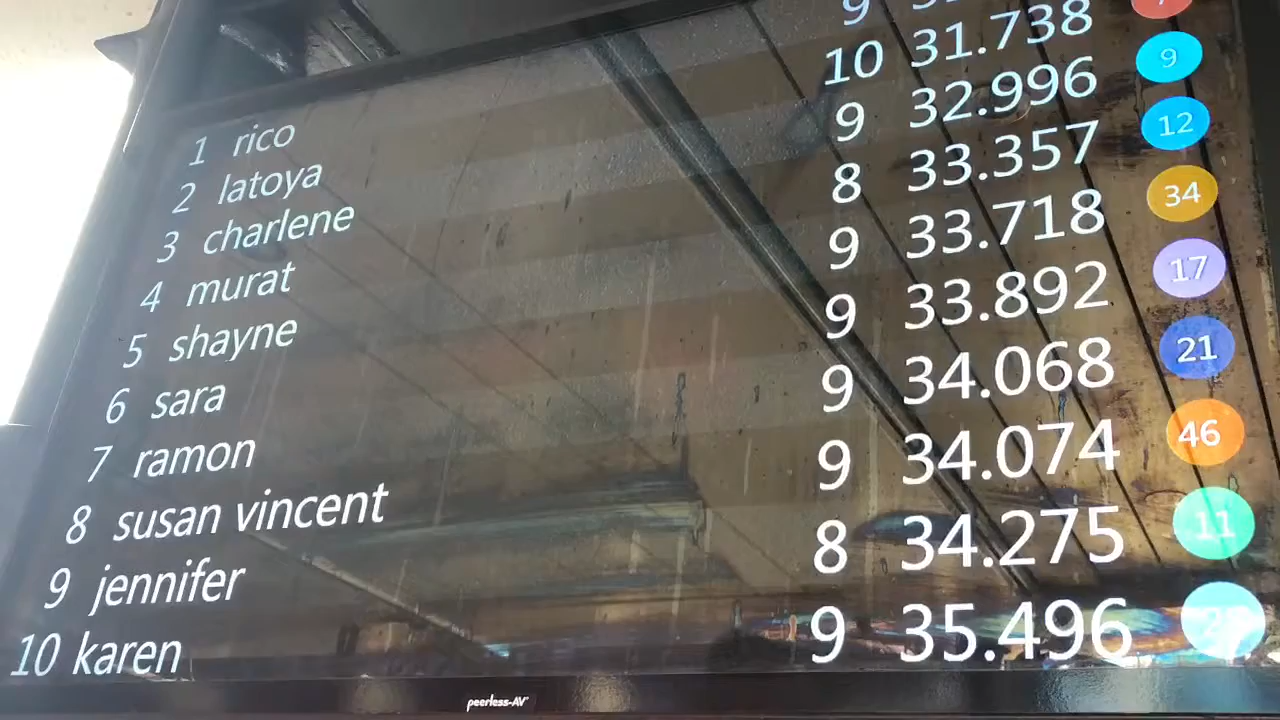 1 rico 9
2 latoya 10 31.738
3 charlene 9 32.996 9
4 murat 8 33.357 12
5 shayne 9 33.718 34
6 sara 9 33.892 17
7 ramon 9 34.068 21
8 susan vincent 9 34.074 46
9 jennifer 8 34.275 11
10 karen 9 35.496
peerless-AV